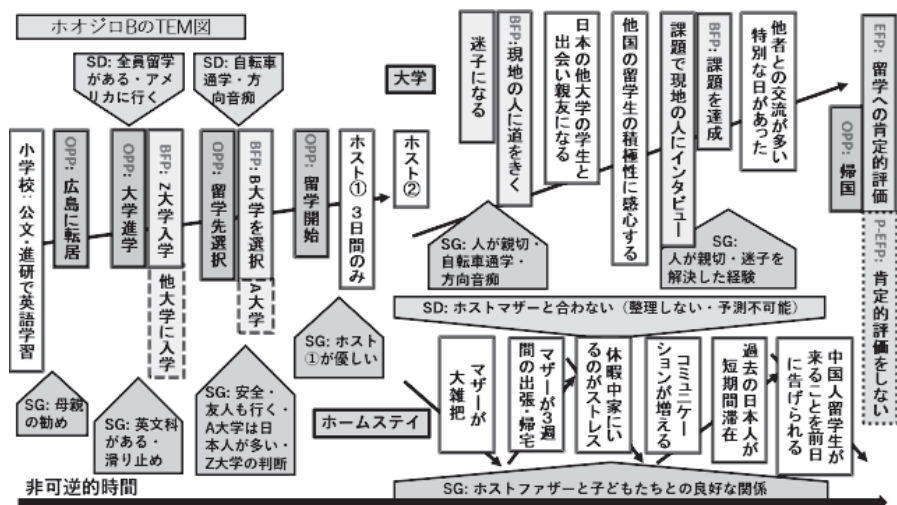 ホオジロBのTEM図
SD: 全員留学
がある・アメ
リカに行く
SD: 自転車
通学・方
向音痴
大学
小学校：公文・進研で英語学習
OPP: 広島に転居
OPP: 大学進学
BFP: Z大学入学
他大学に入学
OPP: 留学先選択
BFP: B大学を選択
A大学
OPP: 留学開始
ホスト① 3日間のみ
ホスト②
迷子になる
BFP: 現地の人に道をきく
日本の他大学の学生と
出会い親友になる
他国の留学生の積極性に感心する
課題で現地の人にインタビュー
BFP: 課題を達成
他者との交流が多い
特別な日があった
OPP: 帰国
EFP: 留学への肯定的評価
P-EFP: 肯定的評価をしない
SG: 人が親切・
自転車通学・
方向音痴
SG:
人が親切・迷子を
解決した経験
SD: ホストマザーと合わない（整理しない・予測不可能）
SG: ホスト
①が優しい
SG: 母親
の勧め
SG: 英文科
がある・
滑り止め
SG: 安全・
友人も行く・
A大学は日
本人が多い・
Z大学の判断
ホームステイ
マザーが
大雑把
マザーが3週
間の出張・帰宅
休暇中家にい
るのがストレス
コミュニケー
ションが増える
過去の日本人が
短期間滞在
中国人留学生が
来ることを前日
に告げられる
SG: ホストファザーと子どもたちとの良好な関係
非可逆的時間